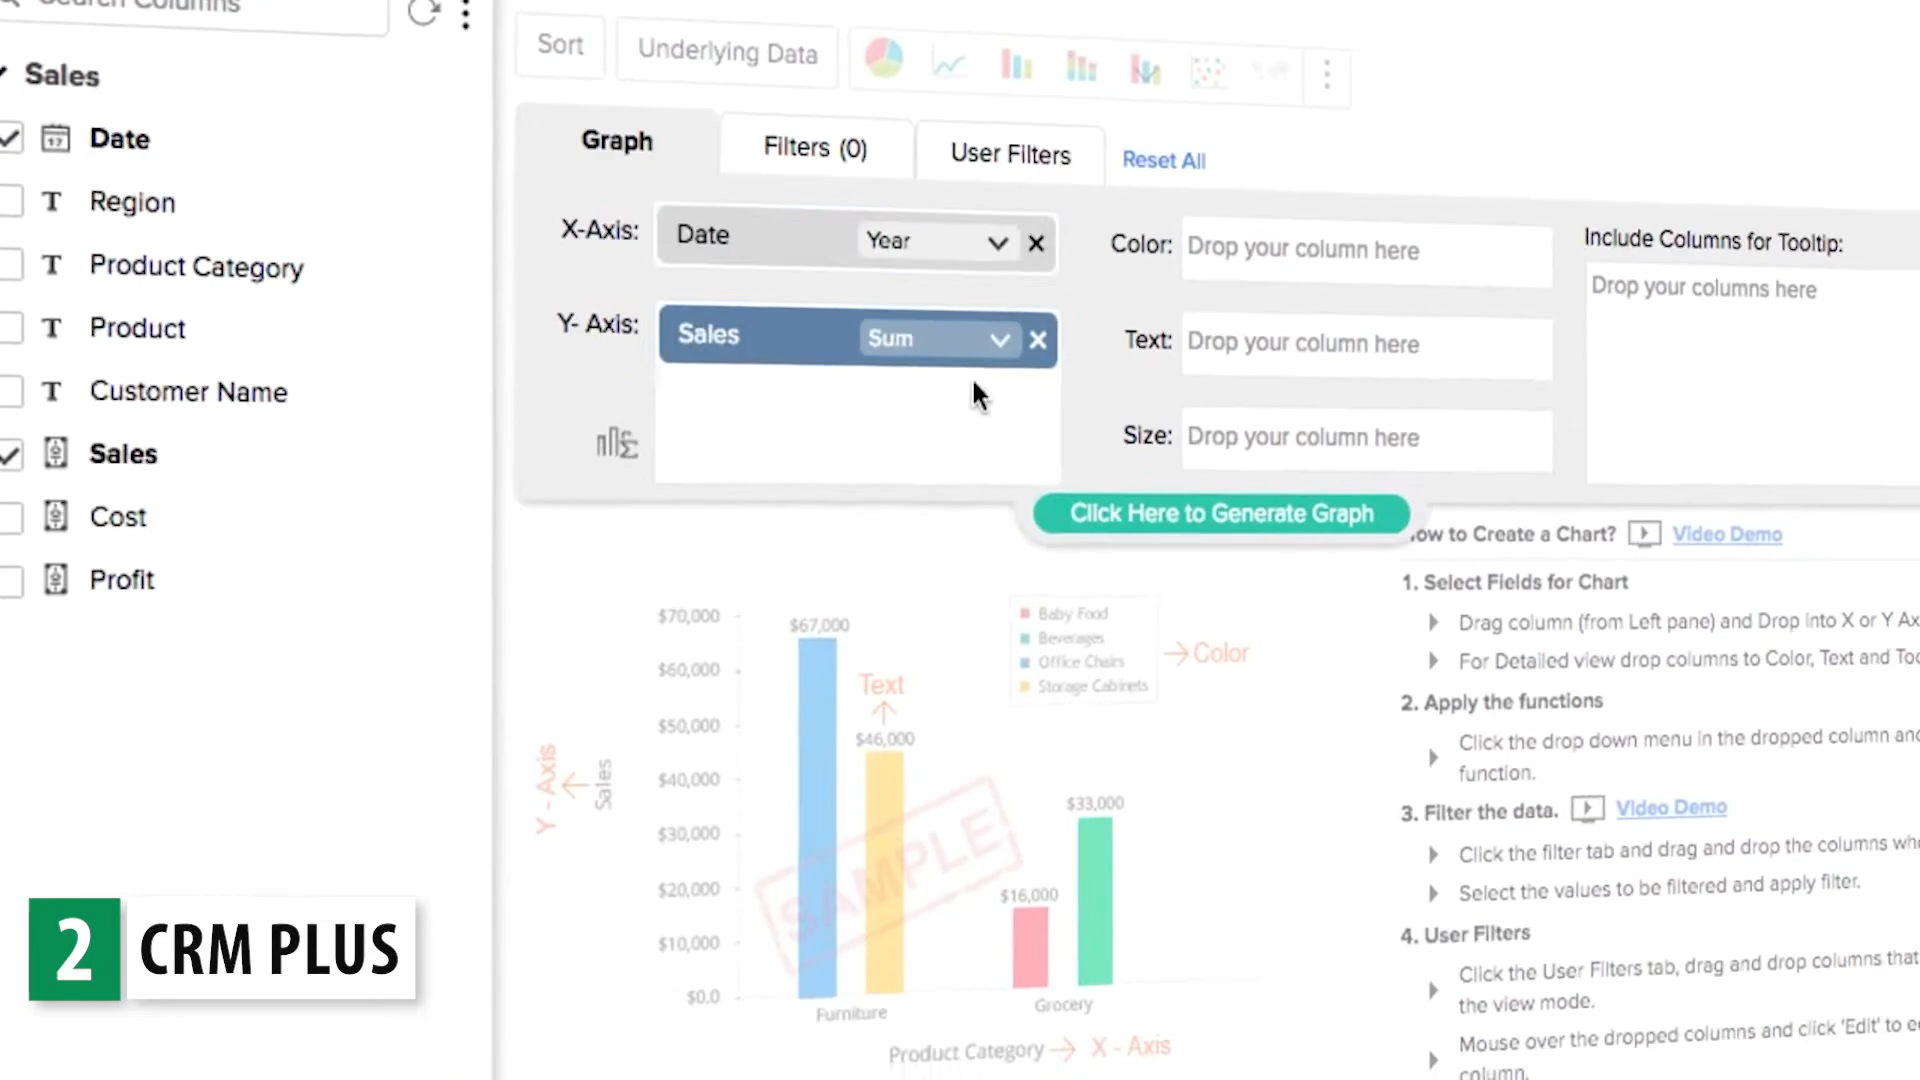 Search Columns
Sales
Date
Region
Product Category
Product
Customer Name
Sales
Cost
Profit
Sort
Underlying Data
Graph
Filters (0)
User Filters
Reset All
X-Axis:
Date
Year
Y- Axis:
Sales
Sum
Color:
Drop your column here
Text:
Drop your column here
Size:
Drop your column here
Include Columns for Tooltip:
Drop your columns here
Click Here to Generate Graph
ow to Create a Chart?
Video Demo
1. Select Fields for Chart
Drag column (from Left pane) and Drop into X or Y Ax
For Detailed view drop columns to Color, Text and Too
2. Apply the functions
Click the drop down menu in the dropped column and
function.
3. Filter the data.
Video Demo
Click the filter tab and drag and drop the columns whe
Select the values to be filtered and apply filter.
4. User Filters
Click the User Filters tab, drag and drop columns that
the view mode.
Mouse over the dropped columns and click 'Edit' to e
column.
$70,000
$60,000
$50,000
$40,000
$30,000
$20,000
$10,000
$0.0
Y - Axis
Sales
$67,000
Text
$46,000
$16,000
$33,000
Baby Food
Beverages
Office Chairs
Storage Cabinets
Color
SAMPLE
Furniture
Grocery
Product Category
X - Axis
2
CRM PLUS